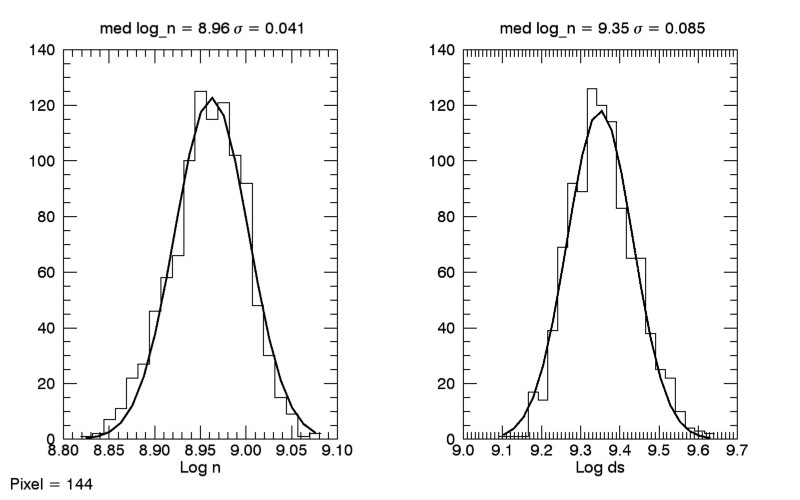 med log_n = 8.96 σ = 0.041
med log_n = 9.35 σ = 0.085
140
120
100
80
60
40
20
0
8.80 8.85 8.90 8.95 9.00 9.05 9.10
Log n
140
120
100
80
60
40
20
0
9.0 9.1 9.2 9.3 9.4 9.5 9.6 9.7
Log ds
Pixel = 144